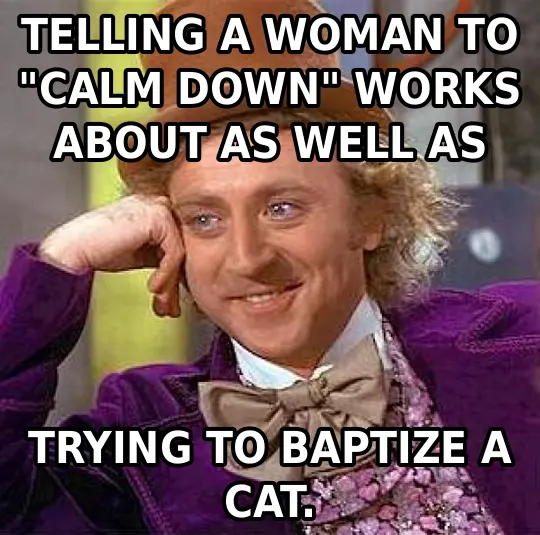 TELLING A WOMAN TO
"CALM DOWN" WORKS
ABOUT AS WELL AS
TRYING TO BAPTIZE A
CAT.